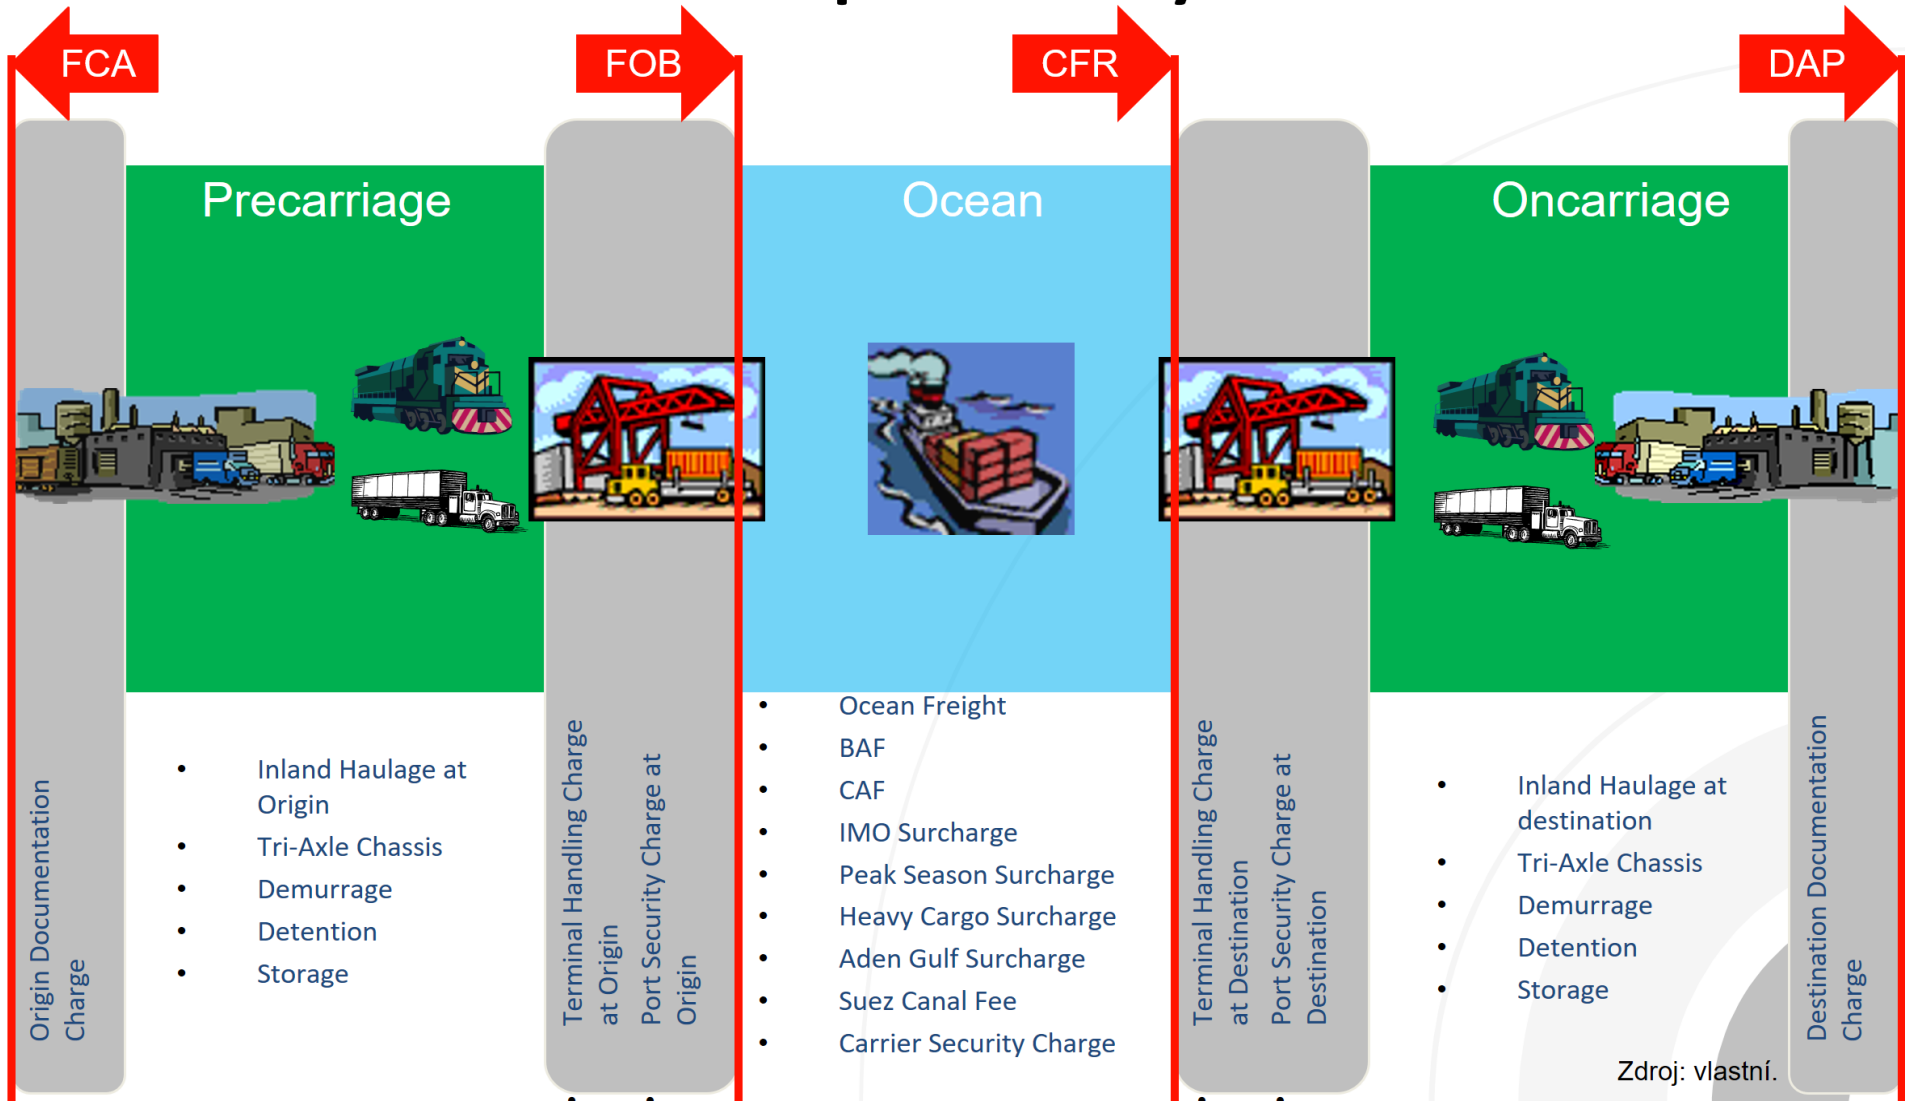 FCA
FOB
CFR
DAP
Precarriage
Ocean
Oncarriage
Origin Documentation
Charge
• Inland Haulage at
Origin
• Tri-Axle Chassis
• Demurrage
• Detention
• Storage
Terminal Handling Charge
at Origin
Port Security Charge at
Origin
• Ocean Freight
• BAF
• CAF
• IMO Surcharge
• Peak Season Surcharge
• Heavy Cargo Surcharge
• Aden Gulf Surcharge
• Suez Canal Fee
• Carrier Security Charge
Terminal Handling Charge
at Destination
Port Security Charge at
Destination
• Inland Haulage at
destination
• Tri-Axle Chassis
• Demurrage
• Detention
• Storage
Destination Documentation
Charge
Zdroj: vlastní.